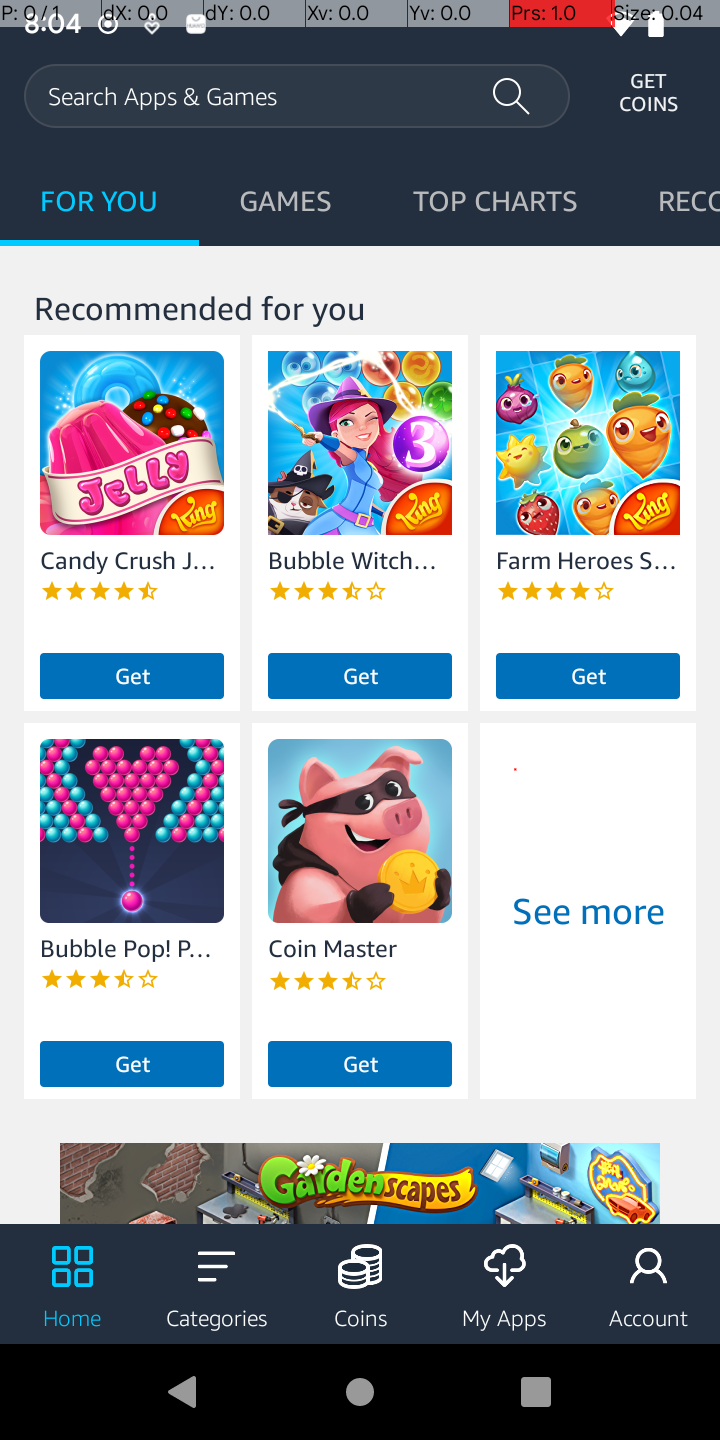 P: 0 / 1 dX: 0.0 dY: 0.0 Xv: 0.0 Yv: 0.0 Prs: 1.0 Size: 0.04
8:04
Search Apps & Games
GET
COINS
FOR YOU GAMES TOP CHARTS RECO
Recommended for you
JELLY
King
3
King
King
Candy Crush J...
Bubble Witch...
Farm Heroes S...
Get
Get
Get
See more
Bubble Pop! P...
Coin Master
Get
Get
Gardenscapes
Home
Categories
Coins
My Apps
Account